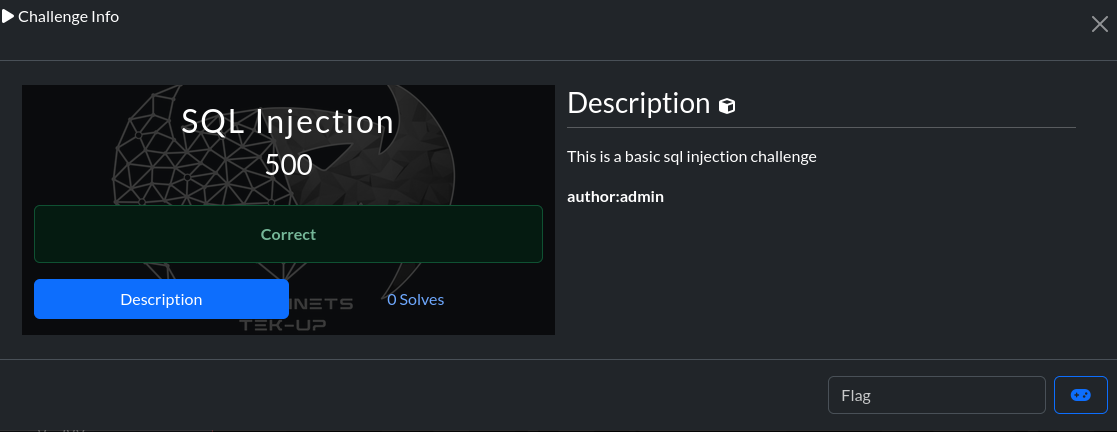 Challenge Info
SQL Injection
500
Correct
Description
0 Solves
TEK-UP
Description
This is a basic sql injection challenge
author:admin
Flag